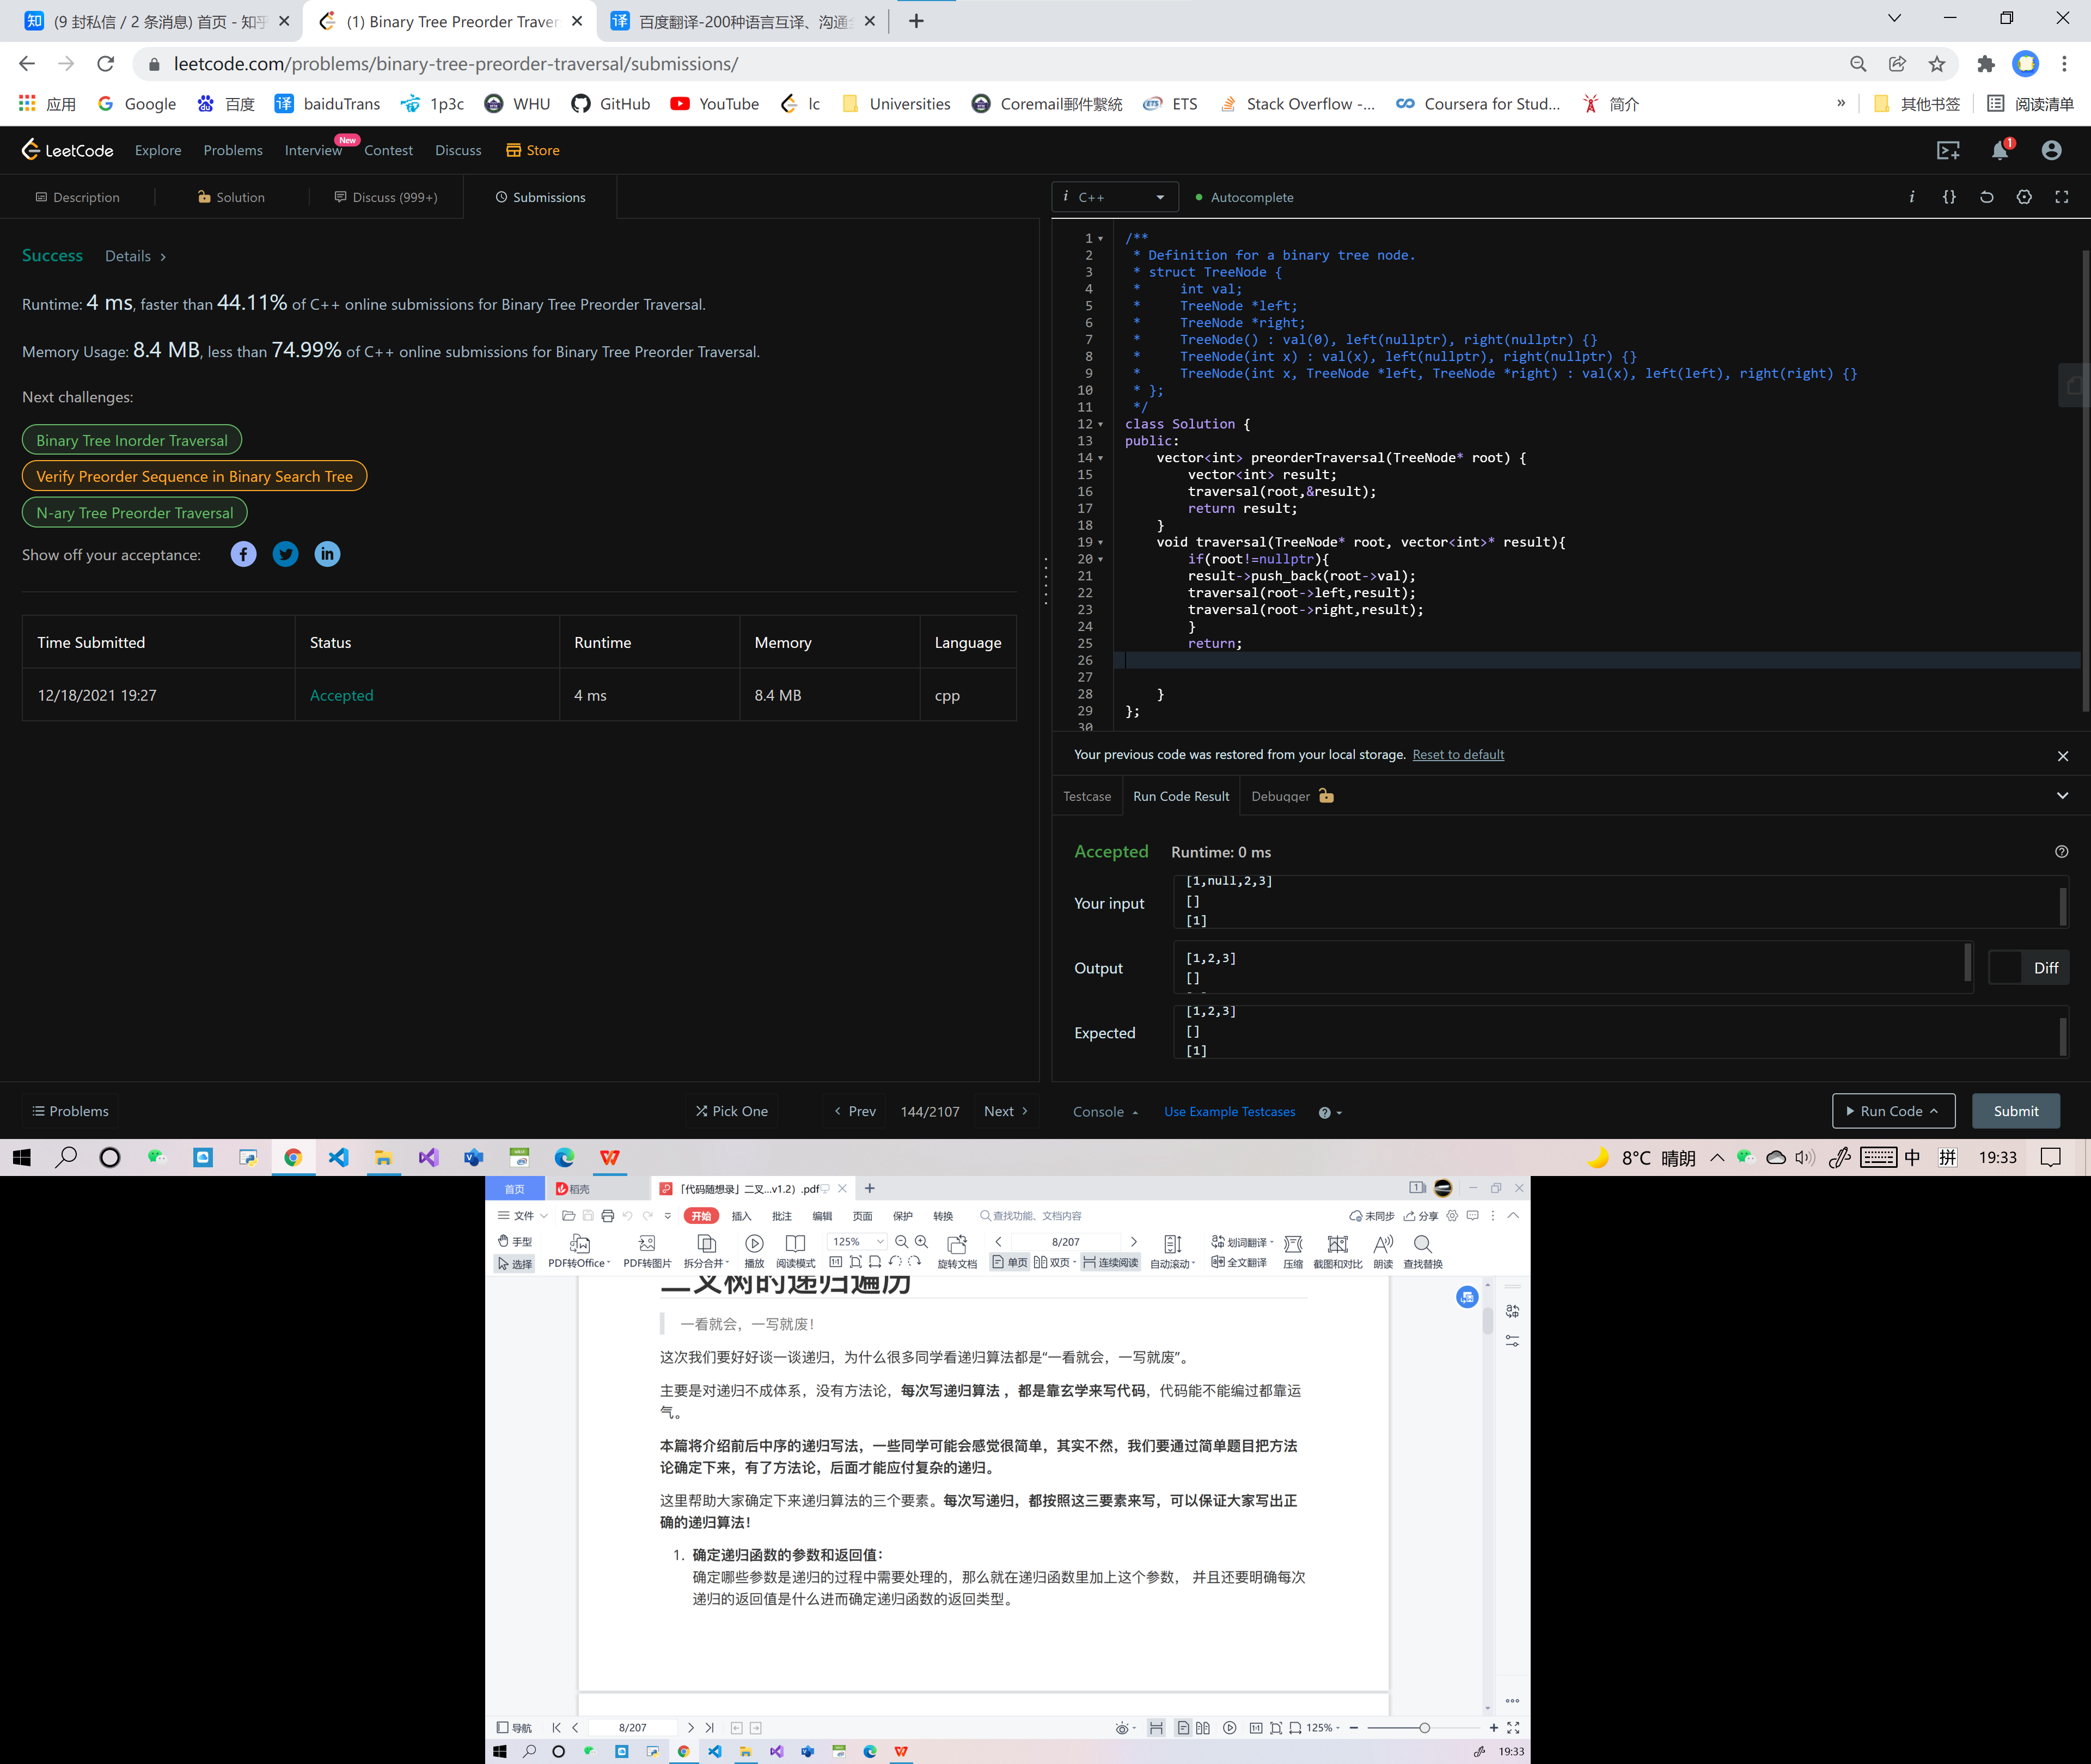 (9 封私信 / 2 条消息) 首页 - 知乎
(1) Binary Tree Preorder Traver
百度翻译-200种语言互译、沟通
leetcode.com/problems/binary-tree-preorder-traversal/submissions/
应用 Google 百度 baiduTrans 1p3c WHU GitHub YouTube lc Universities Coremail郵件繫統 ETS Stack Overflow -... Coursera for Stud... 简介 » 其他书签 阅读清单
LeetCode Explore Problems Interview New Contest Discuss Store 1
Description Solution Discuss (999+) Submissions
Success Details >
Runtime: 4 ms, faster than 44.11% of C++ online submissions for Binary Tree Preorder Traversal.
Memory Usage: 8.4 MB, less than 74.99% of C++ online submissions for Binary Tree Preorder Traversal.
Next challenges:
Binary Tree Inorder Traversal
Verify Preorder Sequence in Binary Search Tree
N-ary Tree Preorder Traversal
Show off your acceptance:
Time Submitted Status Runtime Memory Language
12/18/2021 19:27 Accepted 4 ms 8.4 MB cpp
Problems Pick One Prev 144/2107 Next
i C++ Autocomplete
1 /**
2  * Definition for a binary tree node.
3  * struct TreeNode {
4  *     int val;
5  *     TreeNode *left;
6  *     TreeNode *right;
7  *     TreeNode() : val(0), left(nullptr), right(nullptr) {}
8  *     TreeNode(int x) : val(x), left(nullptr), right(nullptr) {}
9  *     TreeNode(int x, TreeNode *left, TreeNode *right) : val(x), left(left), right(right) {}
10  * };
11  */
12 class Solution {
13 public:
14     vector<int> preorderTraversal(TreeNode* root) {
15         vector<int> result;
16         traversal(root,&result);
17         return result;
18     }
19     void traversal(TreeNode* root, vector<int>* result){
20         if(root!=nullptr){
21         result->push_back(root->val);
22         traversal(root->left,result);
23         traversal(root->right,result);
24         }
25         return;
26
27
28     }
29 };
30
Your previous code was restored from your local storage. Reset to default
Testcase Run Code Result Debugger
Accepted Runtime: 0 ms
Your input
[1,null,2,3]
[]
[1]
Output
[1,2,3]
[]
Diff
Expected
[1,2,3]
[]
[1]
Console Use Example Testcases Run Code Submit
8°C 晴朗 中 拼 19:33
首页 稻壳 「代码随想录」二叉...v1.2）.pdf
文件 开始 插入 批注 编辑 页面 保护 转换 查找功能、文档内容 未同步 分享
手型 选择 PDF转Office PDF转图片 拆分合并 播放 阅读模式 125% 旋转文档 8/207 单页 双页 连续阅读 自动滚动 划词翻译 全文翻译 压缩 截图和对比 朗读 查找替换
二叉树的递归遍历
一看就会，一写就废！
这次我们要好好谈一谈递归，为什么很多同学看递归算法都是“一看就会，一写就废”。
主要是对递归不成体系，没有方法论，每次写递归算法 ，都是靠玄学来写代码，代码能不能编过都靠运
气。
本篇将介绍前后中序的递归写法，一些同学可能会感觉很简单，其实不然，我们要通过简单题目把方法
论确定下来，有了方法论，后面才能应付复杂的递归。
这里帮助大家确定下来递归算法的三个要素。每次写递归，都按照这三要素来写，可以保证大家写出正
确的递归算法！
1. 确定递归函数的参数和返回值：
确定哪些参数是递归的过程中需要处理的，那么就在递归函数里加上这个参数， 并且还要明确每次
递归的返回值是什么进而确定递归函数的返回类型。
导航 8/207 125%
19:33